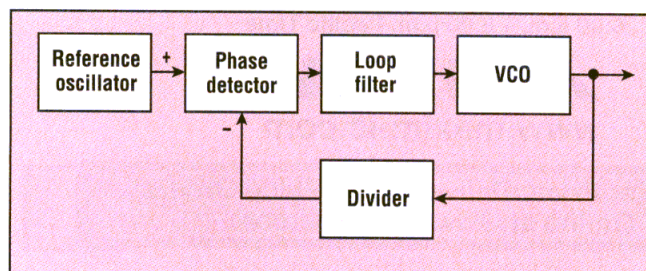 Reference
oscillator
+
Phase
detector
Loop
filter
VCO
−
Divider